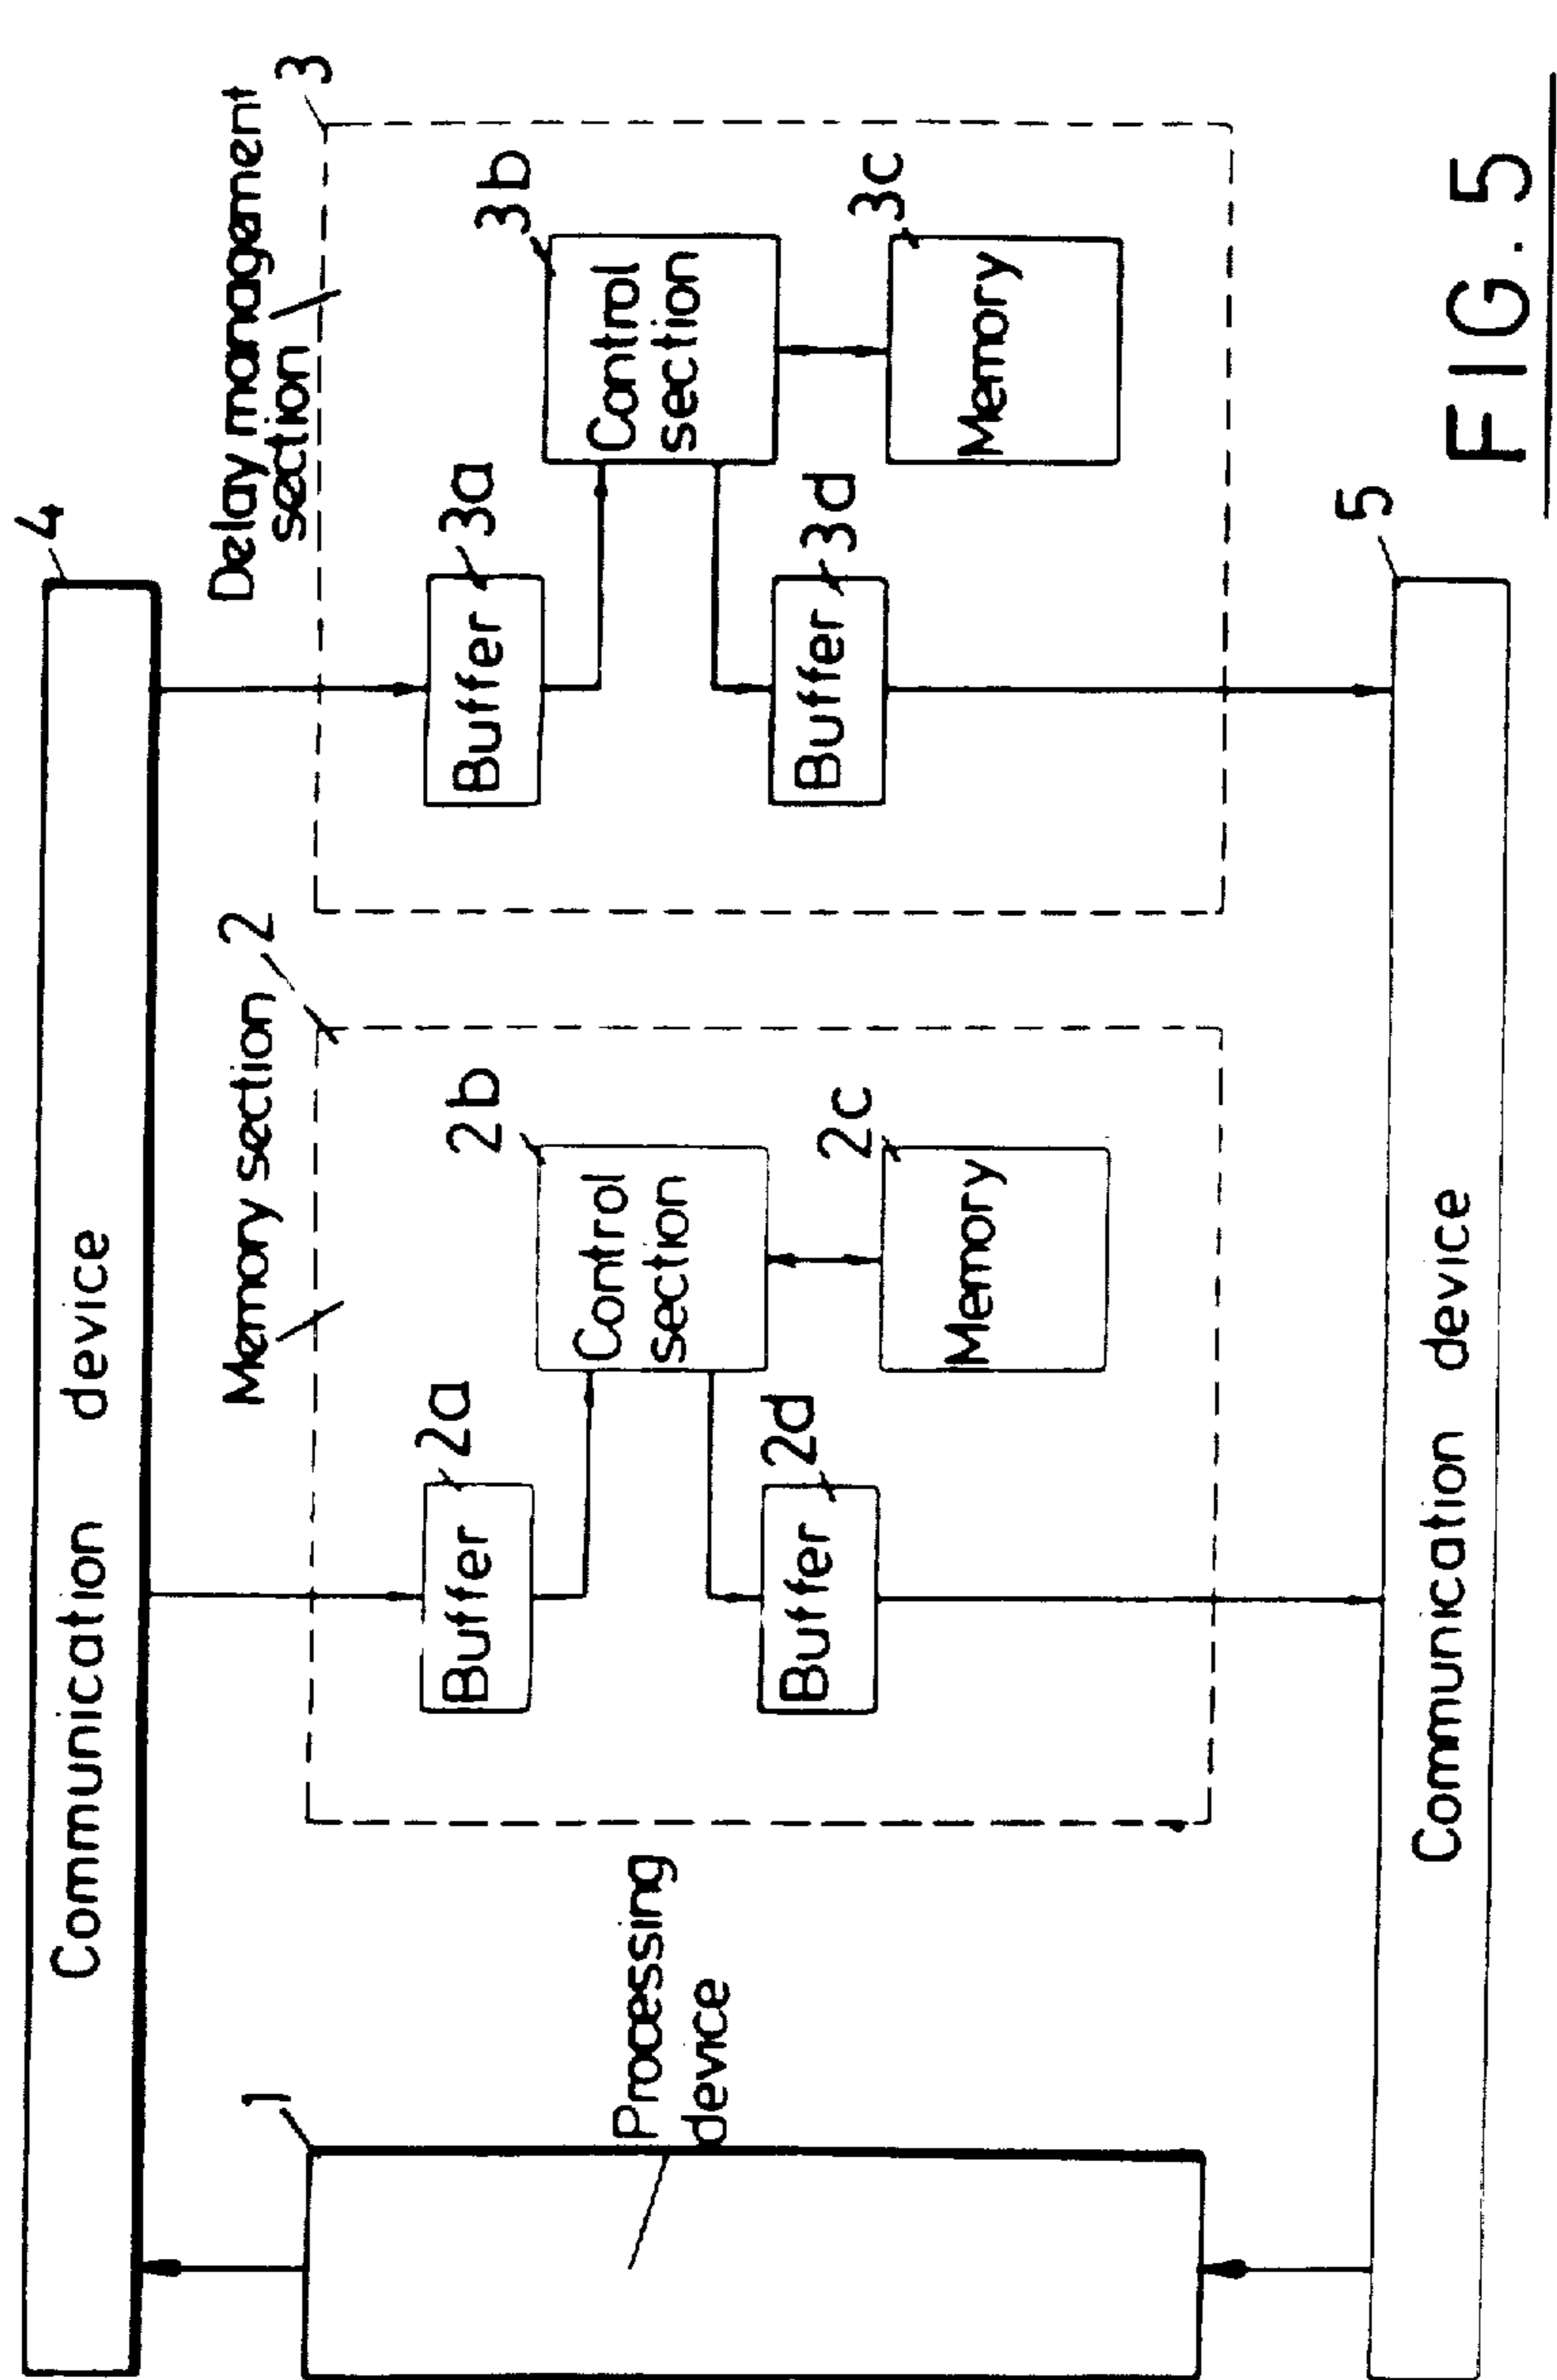 4
Communication device
Delay management
section
3
Memory section
2
1
Processing
device
Buffer
2a
Control
section
2b
Memory
2c
Buffer
2d
Buffer
3a
Control
section
3b
Memory
3c
Buffer
3d
5
Communication device
FIG. 5